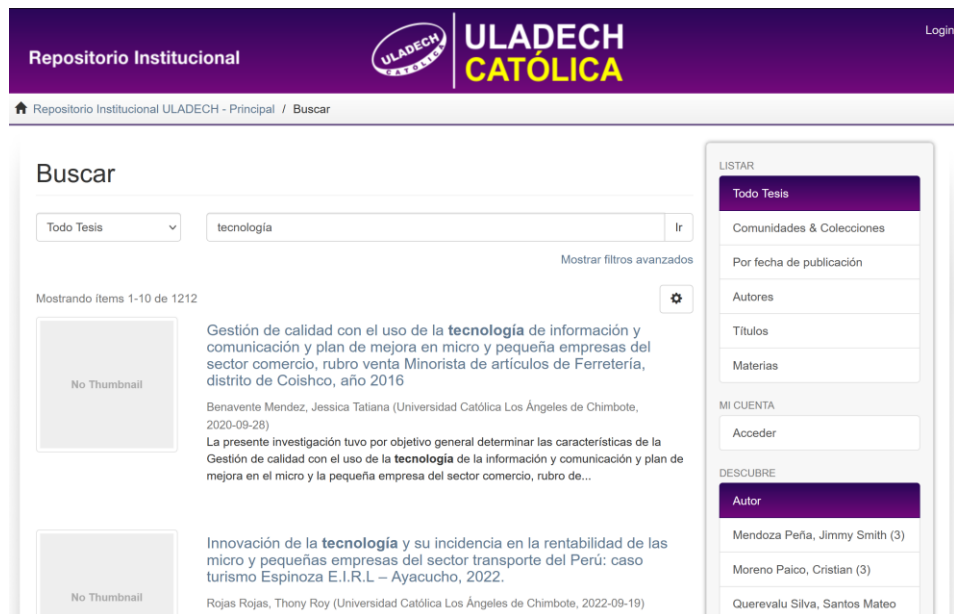 Repositorio Institucional
ULADECH
CATÓLICA
ULADECH
CATÓLICA
Login
Repositorio Institucional ULADECH - Principal / Buscar
Buscar
Todo Tesis
tecnología
Ir
Mostrar filtros avanzados
Mostrando ítems 1-10 de 1212
No Thumbnail
Gestión de calidad con el uso de la tecnología de información y
comunicación y plan de mejora en micro y pequeña empresas del
sector comercio, rubro venta Minorista de artículos de Ferretería,
distrito de Coishco, año 2016
Benavente Mendez, Jessica Tatiana (Universidad Católica Los Ángeles de Chimbote,
2020-09-28)
La presente investigación tuvo por objetivo general determinar las características de la
Gestión de calidad con el uso de la tecnología de la información y comunicación y plan de
mejora en el micro y la pequeña empresa del sector comercio, rubro de...
No Thumbnail
Innovación de la tecnología y su incidencia en la rentabilidad de las
micro y pequeñas empresas del sector transporte del Perú: caso
turismo Espinoza E.I.R.L – Ayacucho, 2022.
Rojas Rojas, Thony Roy (Universidad Católica Los Ángeles de Chimbote, 2022-09-19)
LISTAR
Todo Tesis
Comunidades & Colecciones
Por fecha de publicación
Autores
Títulos
Materias
MI CUENTA
Acceder
DESCUBRE
Autor
Mendoza Peña, Jimmy Smith (3)
Moreno Paico, Cristian (3)
Querevalu Silva, Santos Mateo